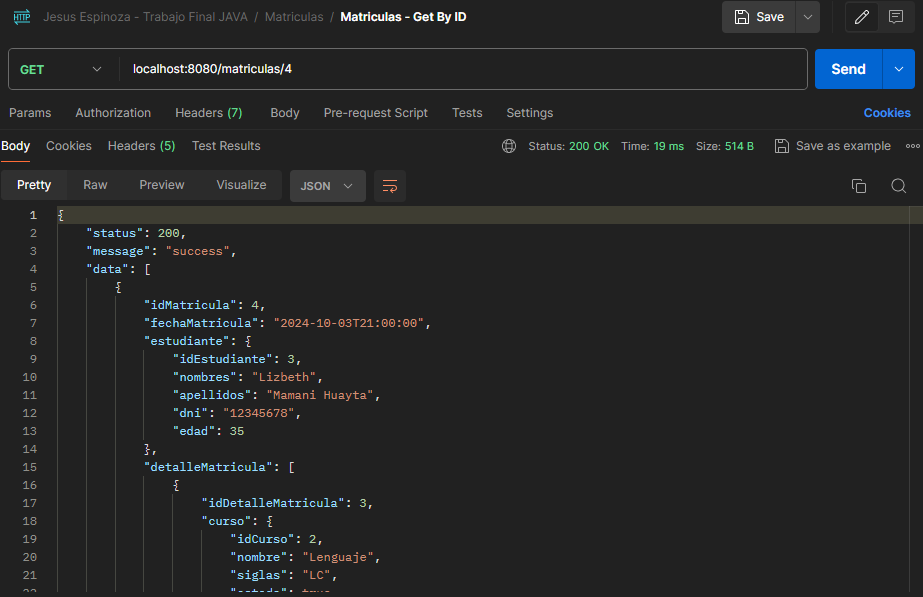 HTTP Jesus Espinoza - Trabajo Final JAVA / Matriculas / Matriculas - Get By ID Save
GET localhost:8080/matriculas/4 Send
Params Authorization Headers (7) Body Pre-request Script Tests Settings Cookies
Body Cookies Headers (5) Test Results Status: 200 OK Time: 19 ms Size: 514 B Save as example
Pretty Raw Preview Visualize JSON
1 {
2 "status": 200,
3 "message": "success",
4 "data": [
5 {
6 "idMatricula": 4,
7 "fechaMatricula": "2024-10-03T21:00:00",
8 "estudiante": {
9 "idEstudiante": 3,
10 "nombres": "Lizbeth",
11 "apellidos": "Mamani Huayta",
12 "dni": "12345678",
13 "edad": 35
14 },
15 "detalleMatricula": [
16 {
17 "idDetalleMatricula": 3,
18 "curso": {
19 "idCurso": 2,
20 "nombre": "Lenguaje",
21 "siglas": "LC",